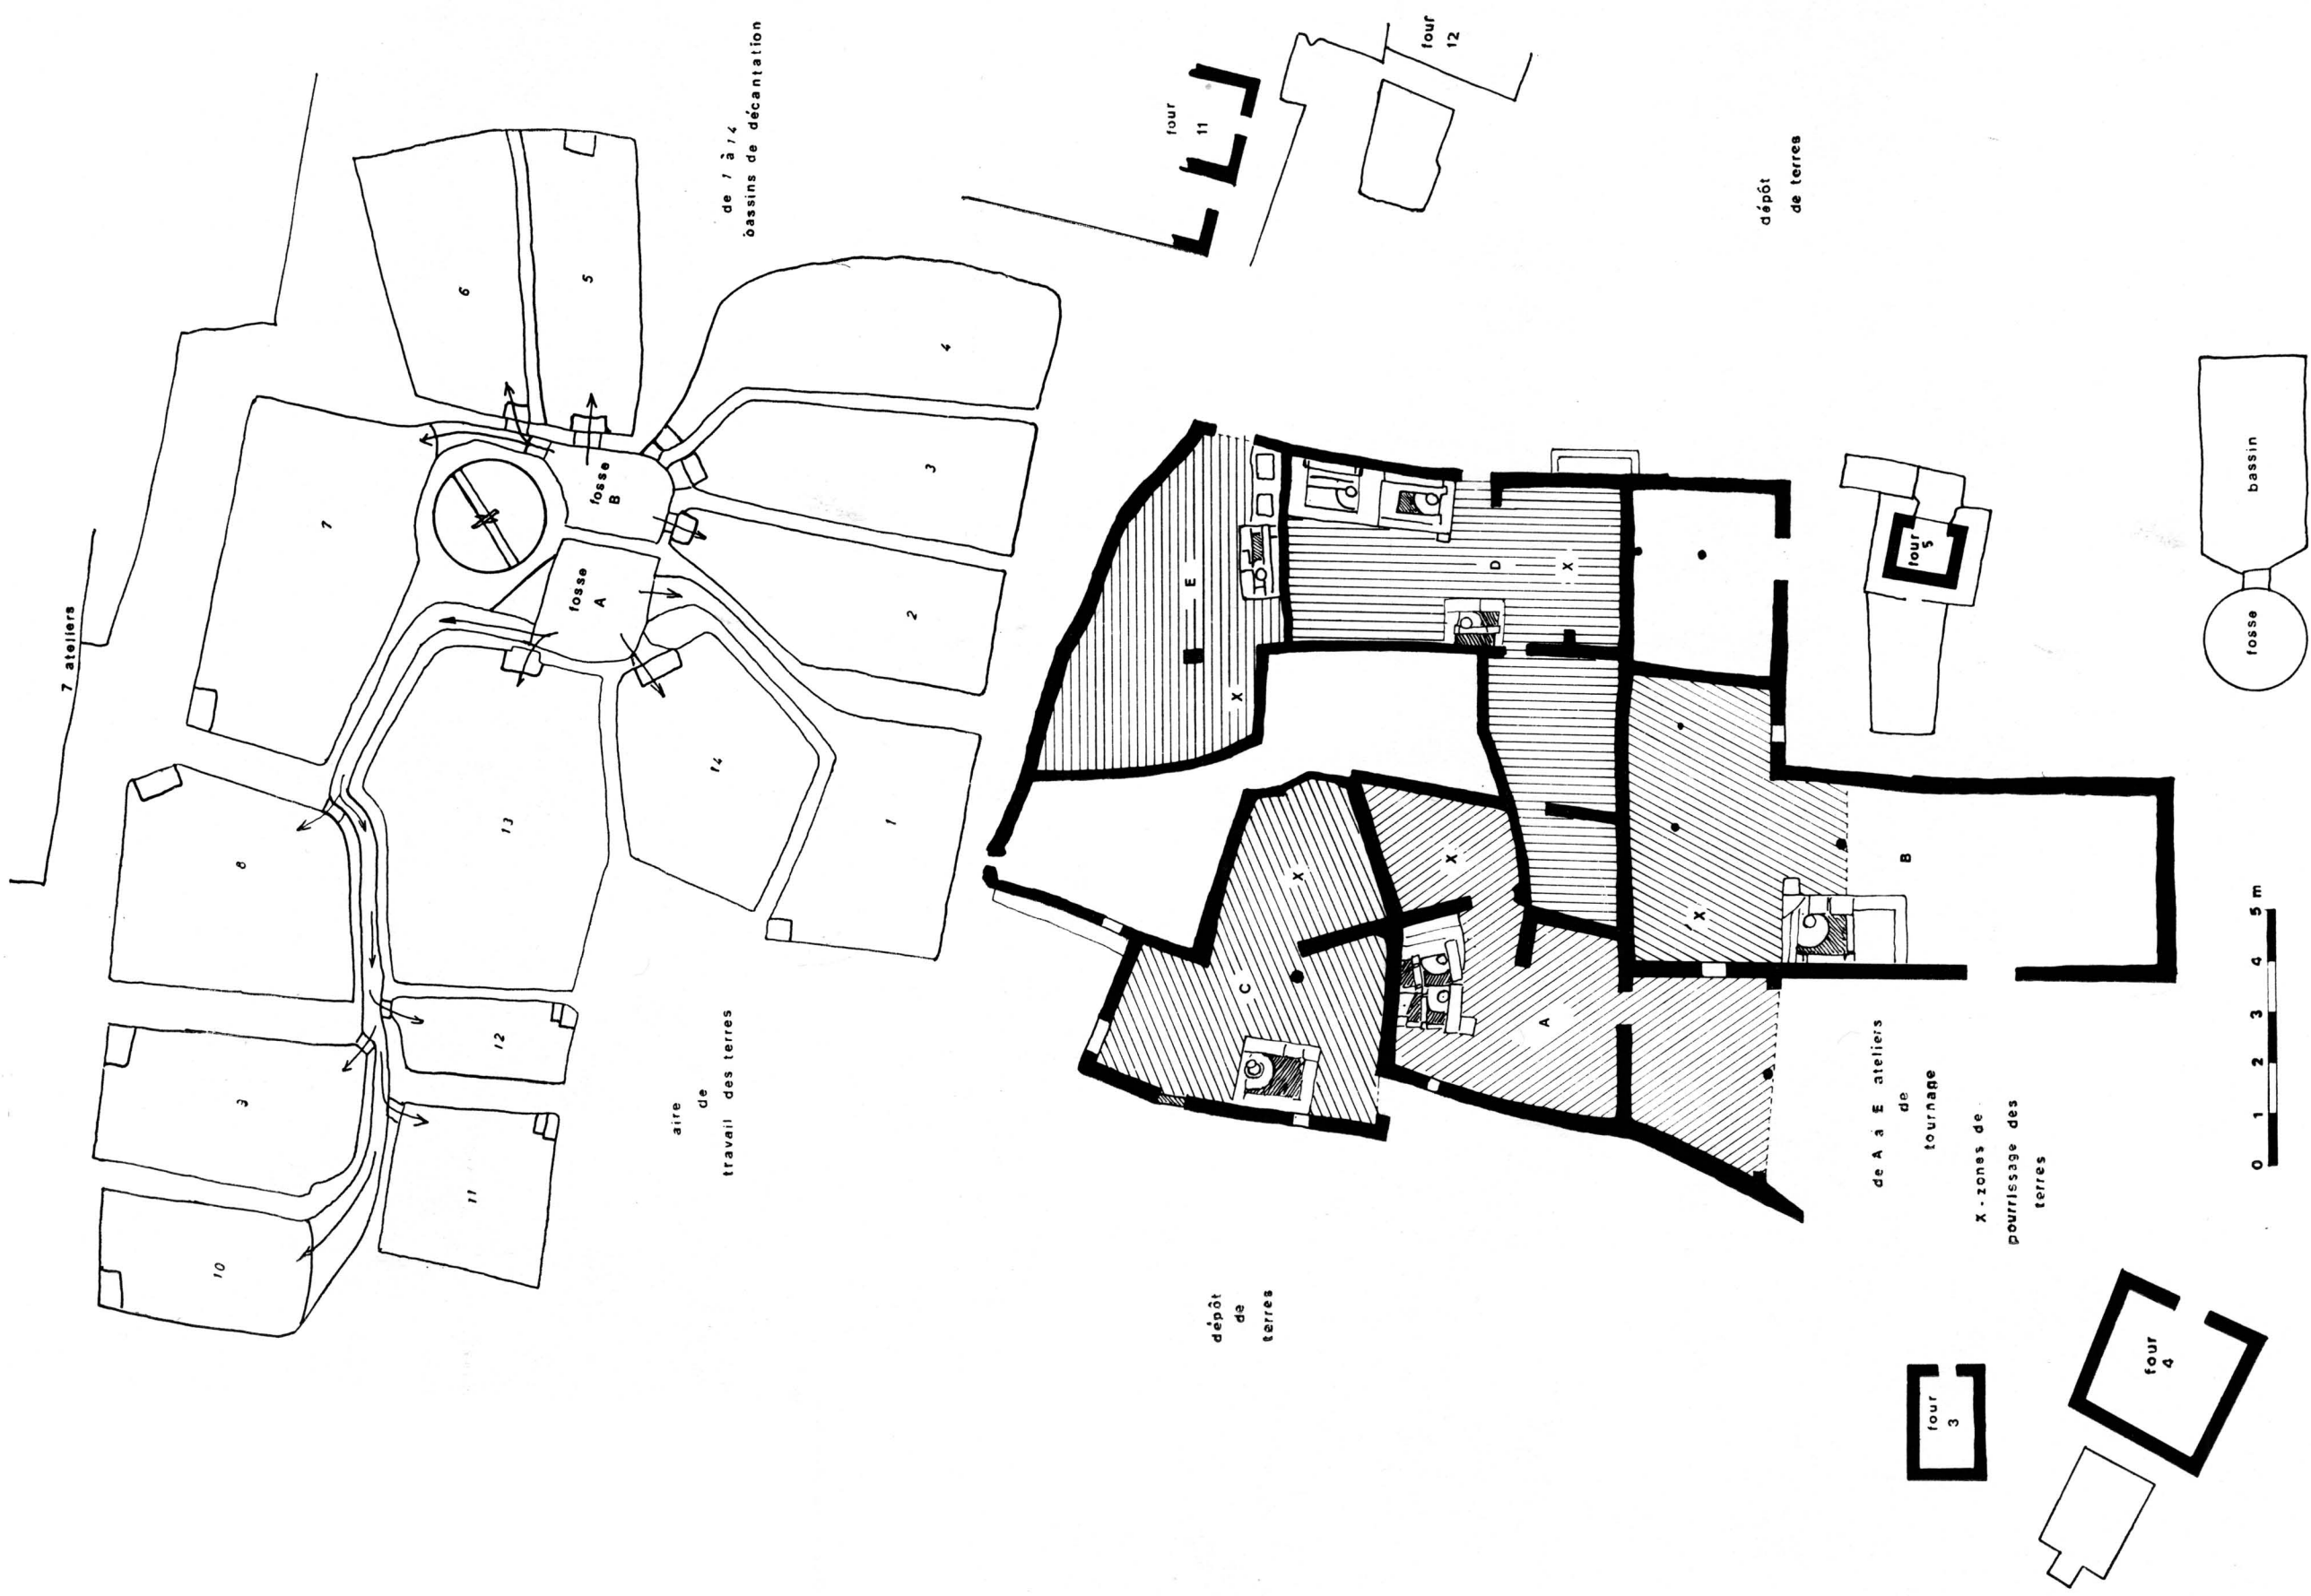 7 ateliers
de 1 à 14
bassins de décantation
6
5
7
4
3
2
fosse
B
fosse
A
8
13
14
1
3
12
10
11
aire
de
travail des terres
four
11
four
12
dépôt
de terres
E
X
D
X
C
X
X
A
X
B
four
5
bassin
fosse
de A à E ateliers
de
tournage
X - zones de
pourrissage des
terres
0 1 2 3 4 5 m
dépôt
de
terres
four
3
four
4